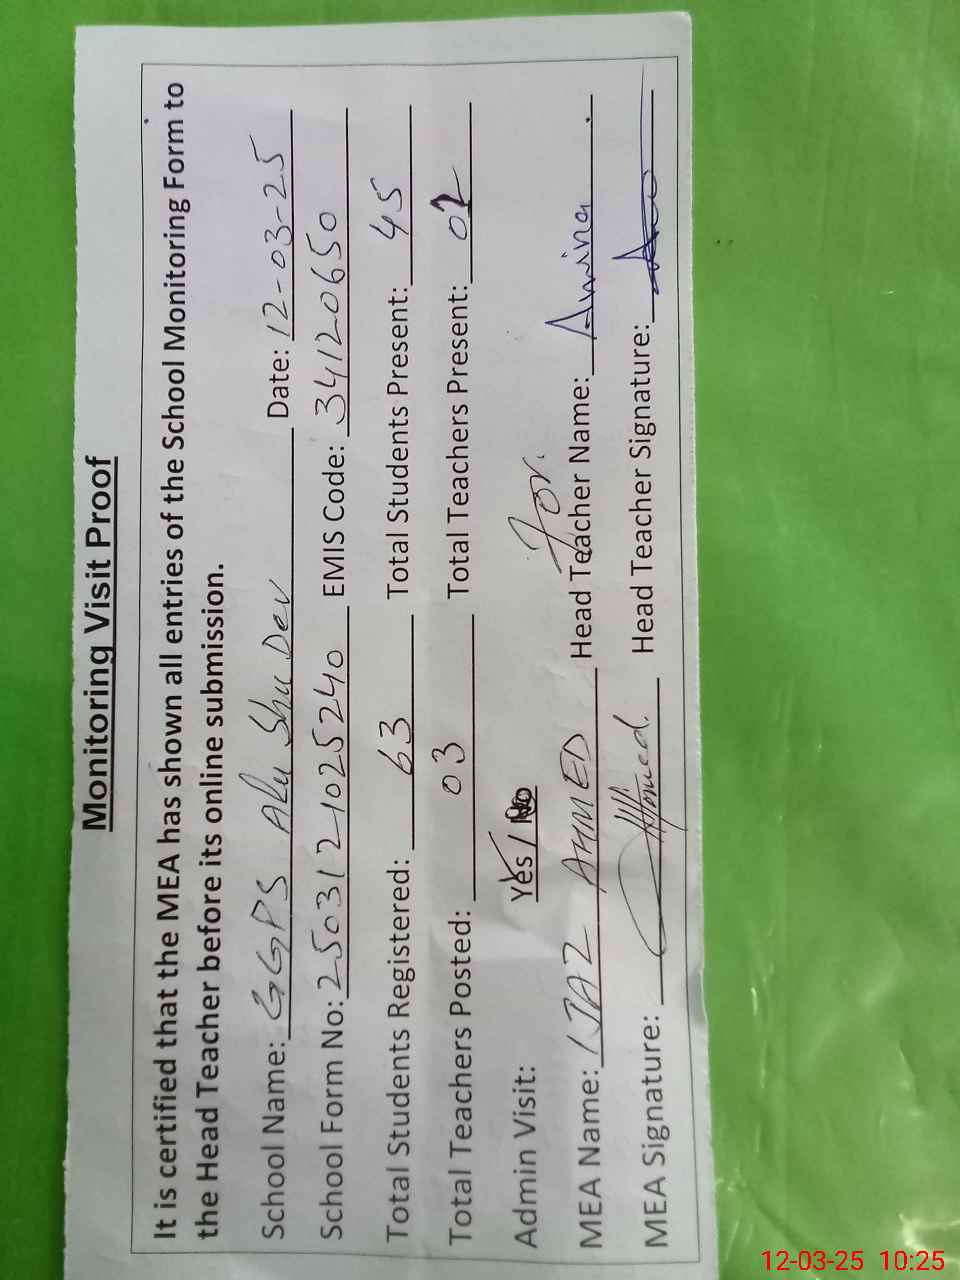 Monitoring Visit Proof
It is certified that the MEA has shown all entries of the School Monitoring Form to
the Head Teacher before its online submission.
School Name: GGPS Aku Shu Dev Date: 12-03-25
School Form No: 2503121025240 EMIS Code: 34120650
Total Students Registered: 63 Total Students Present: 45
Total Teachers Posted: 03 Total Teachers Present: 02
Admin Visit: Yes / No
For.
MEA Name: IJAZ AHMED Head Teacher Name: Amina
MEA Signature: Ahmed. Head Teacher Signature:
12-03-25 10:25